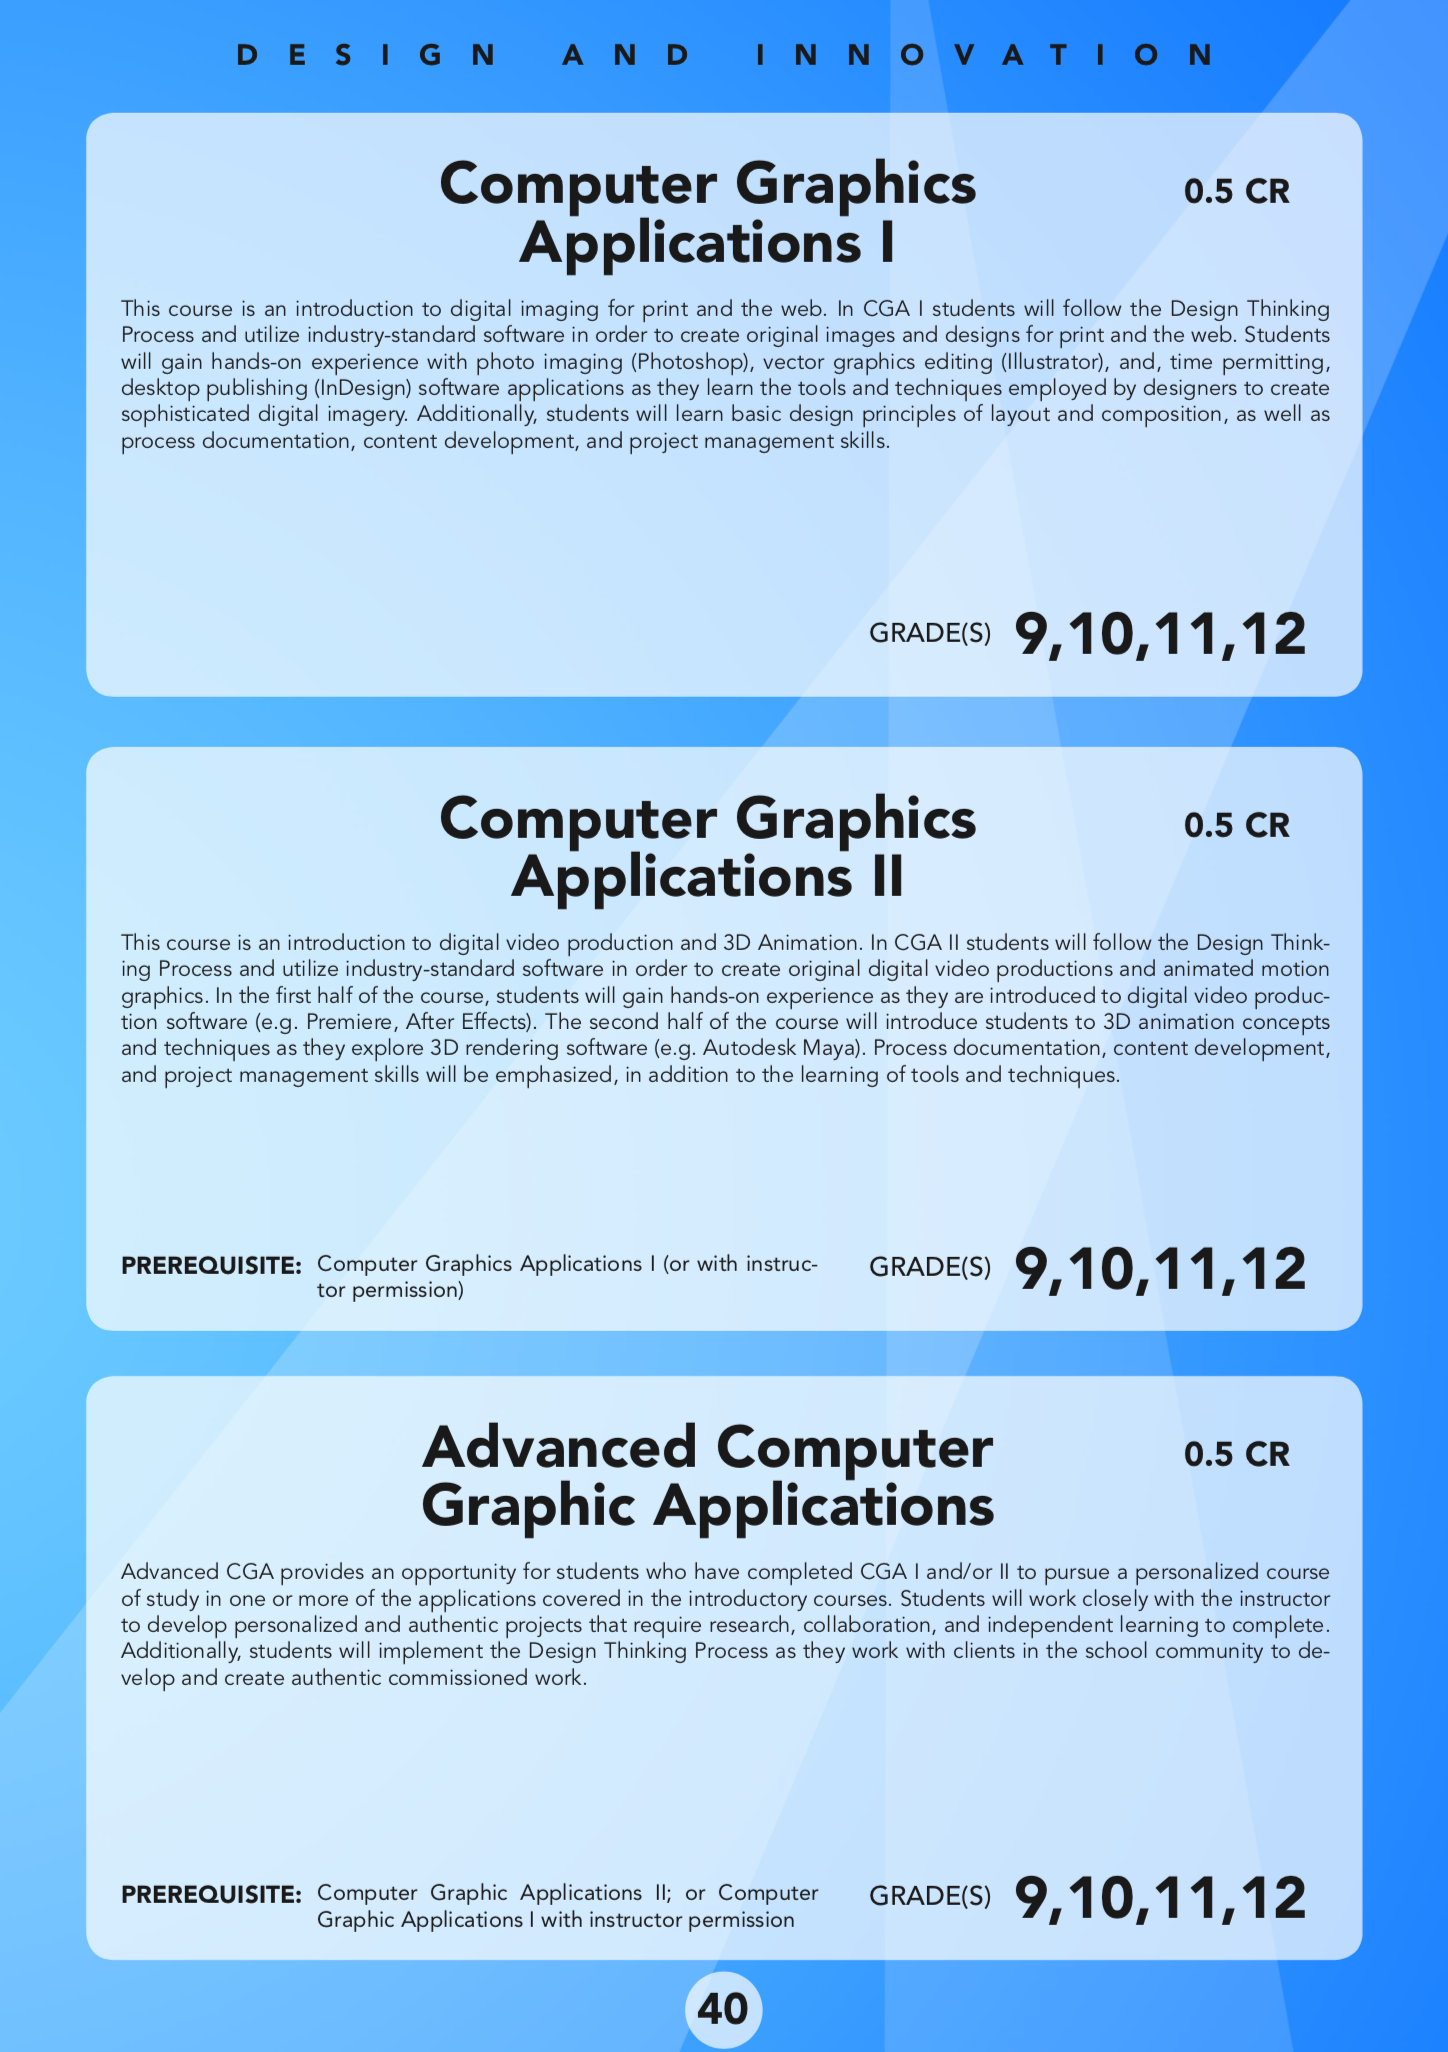 DESIGN AND INNOVATION
Computer Graphics
Applications I
0.5 CR
This course is an introduction to digital imaging for print and the web. In CGA I students will follow the Design Thinking
Process and utilize industry-standard software in order to create original images and designs for print and the web. Students
will gain hands-on experience with photo imaging (Photoshop), vector graphics editing (Illustrator), and, time permitting,
desktop publishing (InDesign) software applications as they learn the tools and techniques employed by designers to create
sophisticated digital imagery. Additionally, students will learn basic design principles of layout and composition, as well as
process documentation, content development, and project management skills.
GRADE(S) 9,10,11,12
Computer Graphics
Applications II
0.5 CR
This course is an introduction to digital video production and 3D Animation. In CGA II students will follow the Design Think-
ing Process and utilize industry-standard software in order to create original digital video productions and animated motion
graphics. In the first half of the course, students will gain hands-on experience as they are introduced to digital video produc-
tion software (e.g. Premiere, After Effects). The second half of the course will introduce students to 3D animation concepts
and techniques as they explore 3D rendering software (e.g. Autodesk Maya). Process documentation, content development,
and project management skills will be emphasized, in addition to the learning of tools and techniques.
PREREQUISITE: Computer Graphics Applications I (or with instruc-
tor permission)
GRADE(S) 9,10,11,12
Advanced Computer
Graphic Applications
0.5 CR
Advanced CGA provides an opportunity for students who have completed CGA I and/or II to pursue a personalized course
of study in one or more of the applications covered in the introductory courses. Students will work closely with the instructor
to develop personalized and authentic projects that require research, collaboration, and independent learning to complete.
Additionally, students will implement the Design Thinking Process as they work with clients in the school community to de-
velop and create authentic commissioned work.
PREREQUISITE: Computer Graphic Applications II; or Computer
Graphic Applications I with instructor permission
GRADE(S) 9,10,11,12
40